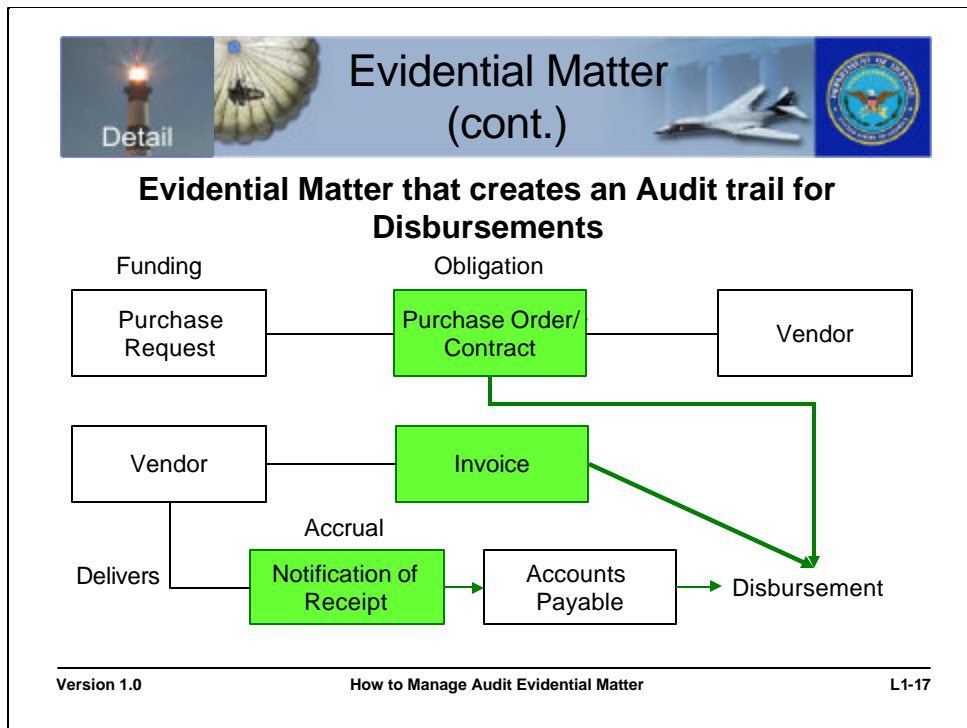 Detail
Evidential Matter
(cont.)
Evidential Matter that creates an Audit trail for
Disbursements
Funding
Obligation
Purchase
Request
Purchase Order/
Contract
Vendor
Vendor
Invoice
Accrual
Delivers
Notification of
Receipt
Accounts
Payable
Disbursement
Version 1.0
How to Manage Audit Evidential Matter
L1-17